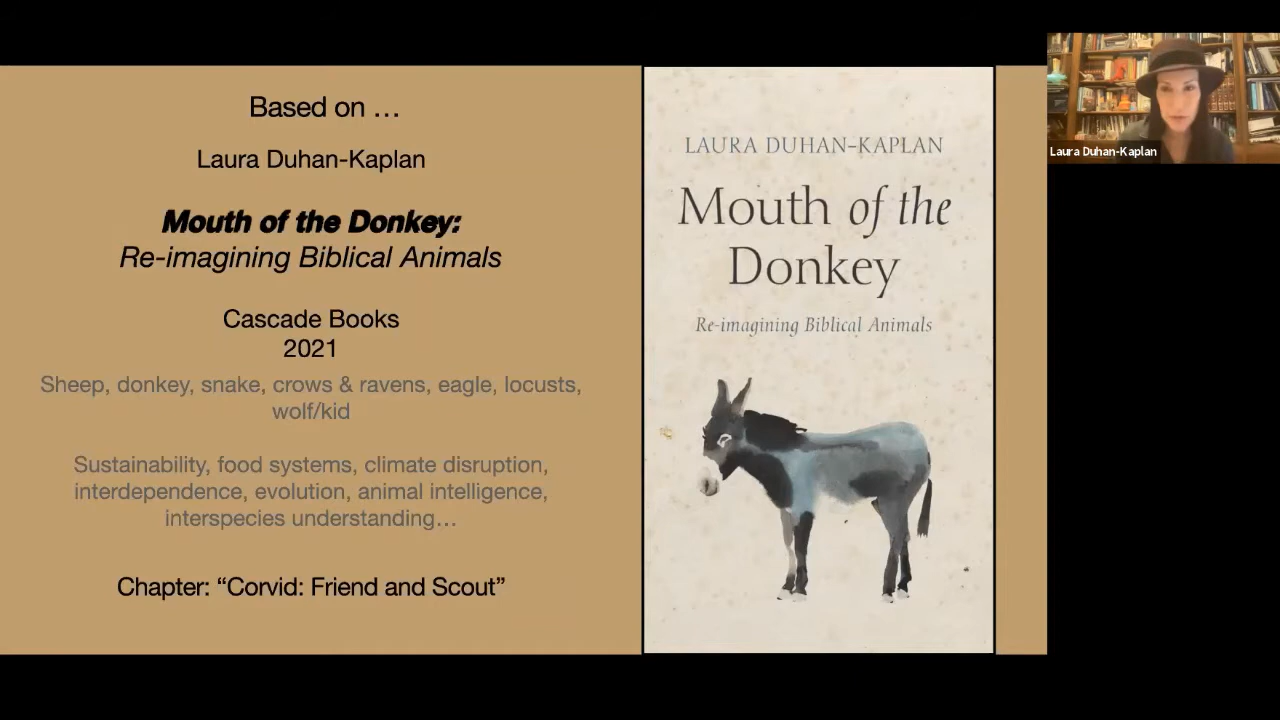 Based on …
Laura Duhan-Kaplan
Mouth of the Donkey:
Re-imagining Biblical Animals
Cascade Books
2021
Sheep, donkey, snake, crows & ravens, eagle, locusts,
wolf/kid
Sustainability, food systems, climate disruption,
interdependence, evolution, animal intelligence,
interspecies understanding…
Chapter: “Corvid: Friend and Scout”
LAURA DUHAN-KAPLAN
Mouth of the
Donkey
Re-imagining Biblical Animals
Laura Duhan-Kaplan